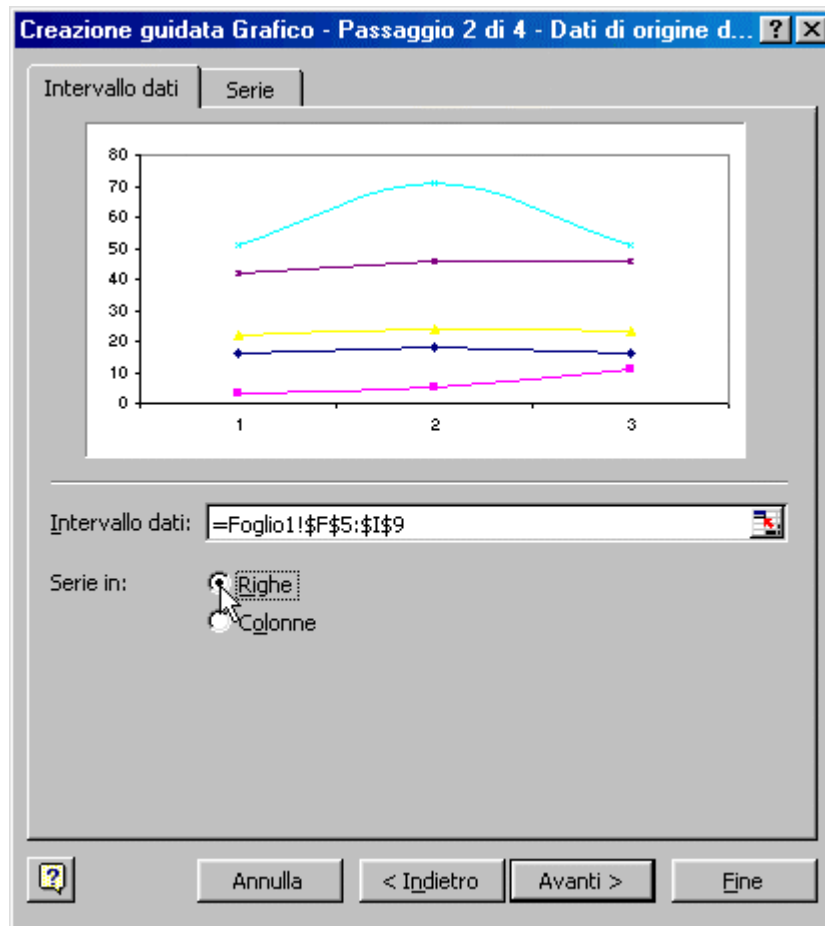 Creazione guidata Grafico - Passaggio 2 di 4 - Dati di origine d...
Intervallo dati
Serie
80
70
60
50
40
30
20
10
0
1 2 3
Intervallo dati: =Foglio1!$F$5:$I$9
Serie in: Righe
Colonne
Annulla < Indietro Avanti > Fine